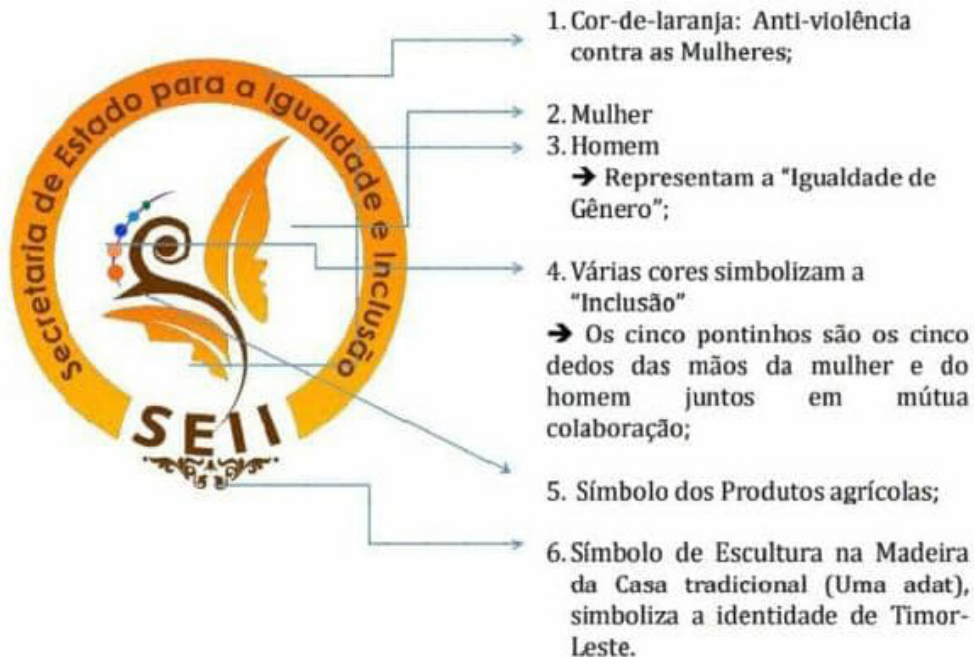 Secretaria de Estado para a Igualdade e Inclusão
SEII
1. Cor-de-laranja: Anti-violência
contra as Mulheres;
2. Mulher
3. Homem
➔ Representam a “Igualdade de
Gênero”;
4. Várias cores simbolizam a
“Inclusão”
➔ Os cinco pontinhos são os cinco
dedos das mãos da mulher e do
homem juntos em mútua
colaboração;
5. Símbolo dos Produtos agrícolas;
6. Símbolo de Escultura na Madeira
da Casa tradicional (Uma adat),
simboliza a identidade de Timor-
Leste.